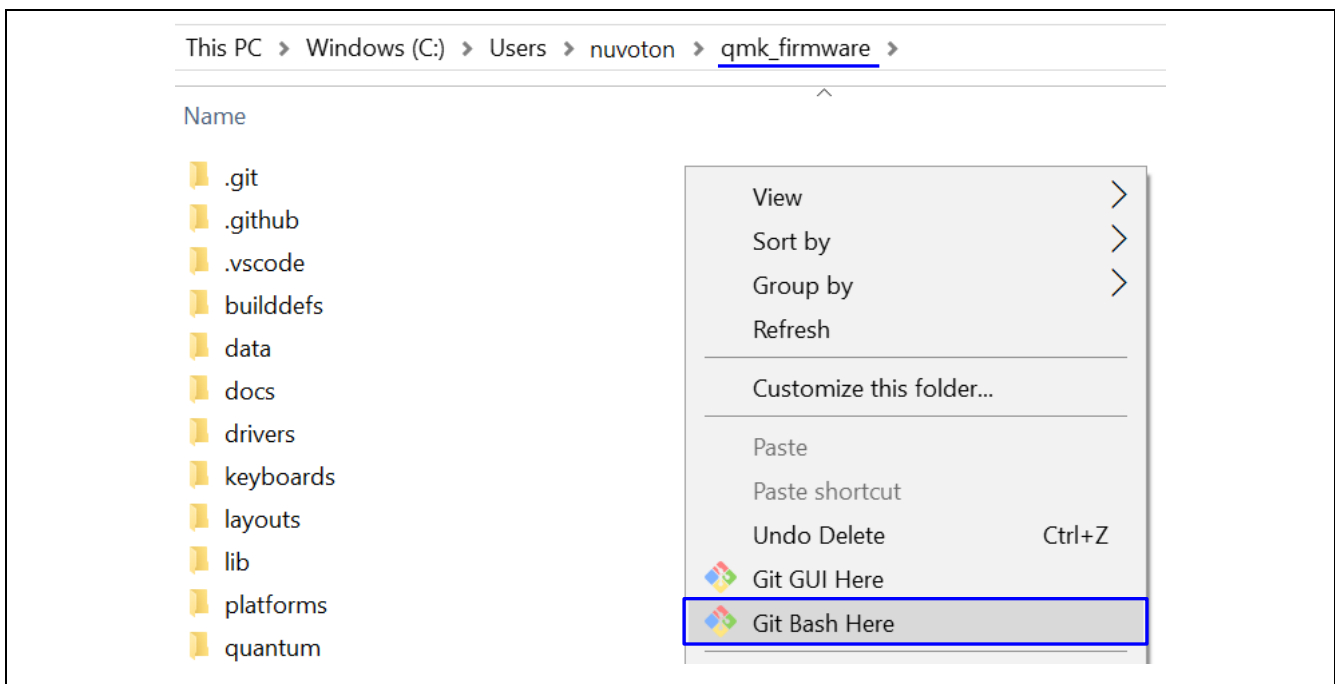 This PC > Windows (C:) > Users > nuvoton > qmk_firmware >
Name
.git
.github
.vscode
builddefs
data
docs
drivers
keyboards
layouts
lib
platforms
quantum
View
Sort by
Group by
Refresh
Customize this folder...
Paste
Paste shortcut
Undo Delete Ctrl+Z
Git GUI Here
Git Bash Here